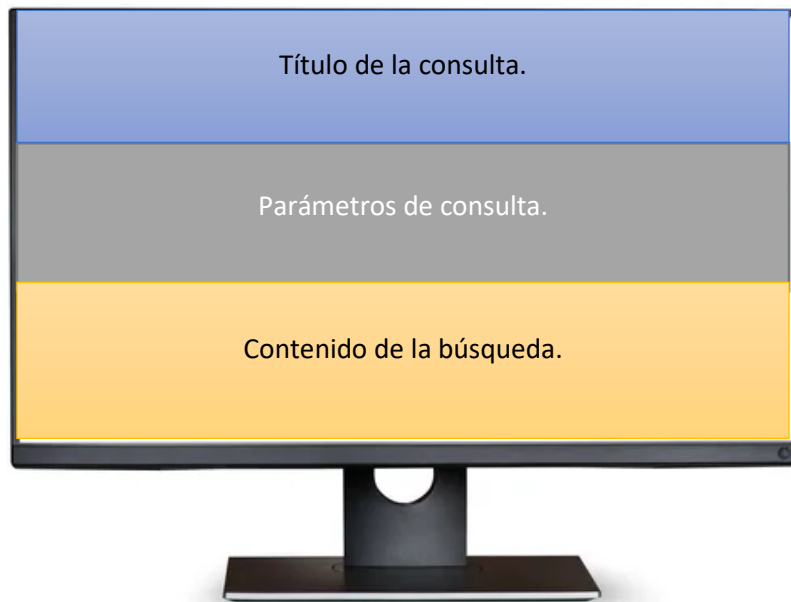 Título de la consulta.
Parámetros de consulta.
Contenido de la búsqueda.